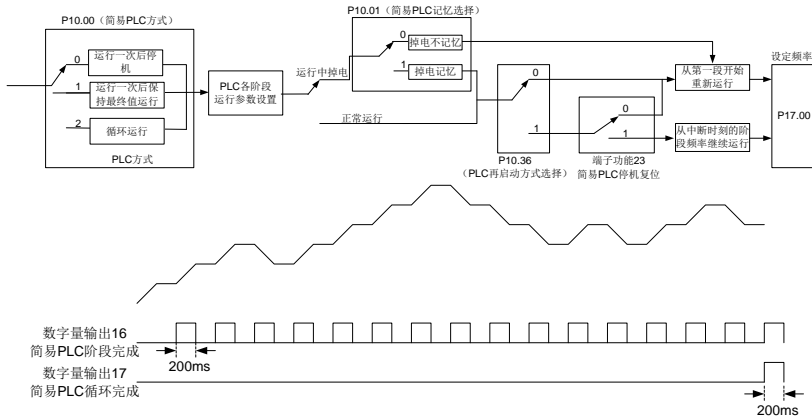 P10.00（简易PLC方式）
0
运行一次后停
机
1
运行一次后保
持最终值运行
2
循环运行
PLC方式
PLC各阶段
运行参数设置
运行中掉电
正常运行
P10.01（简易PLC记忆选择）
0
掉电不记忆
1
掉电记忆
0
1
P10.36
（PLC再启动方式选择）
0
1
端子功能23
简易PLC停机复位
从第一段开始
重新运行
从中断时刻的阶
段频率继续运行
设定频率
P17.00
数字量输出16
简易PLC阶段完成
200ms
数字量输出17
简易PLC循环完成
200ms